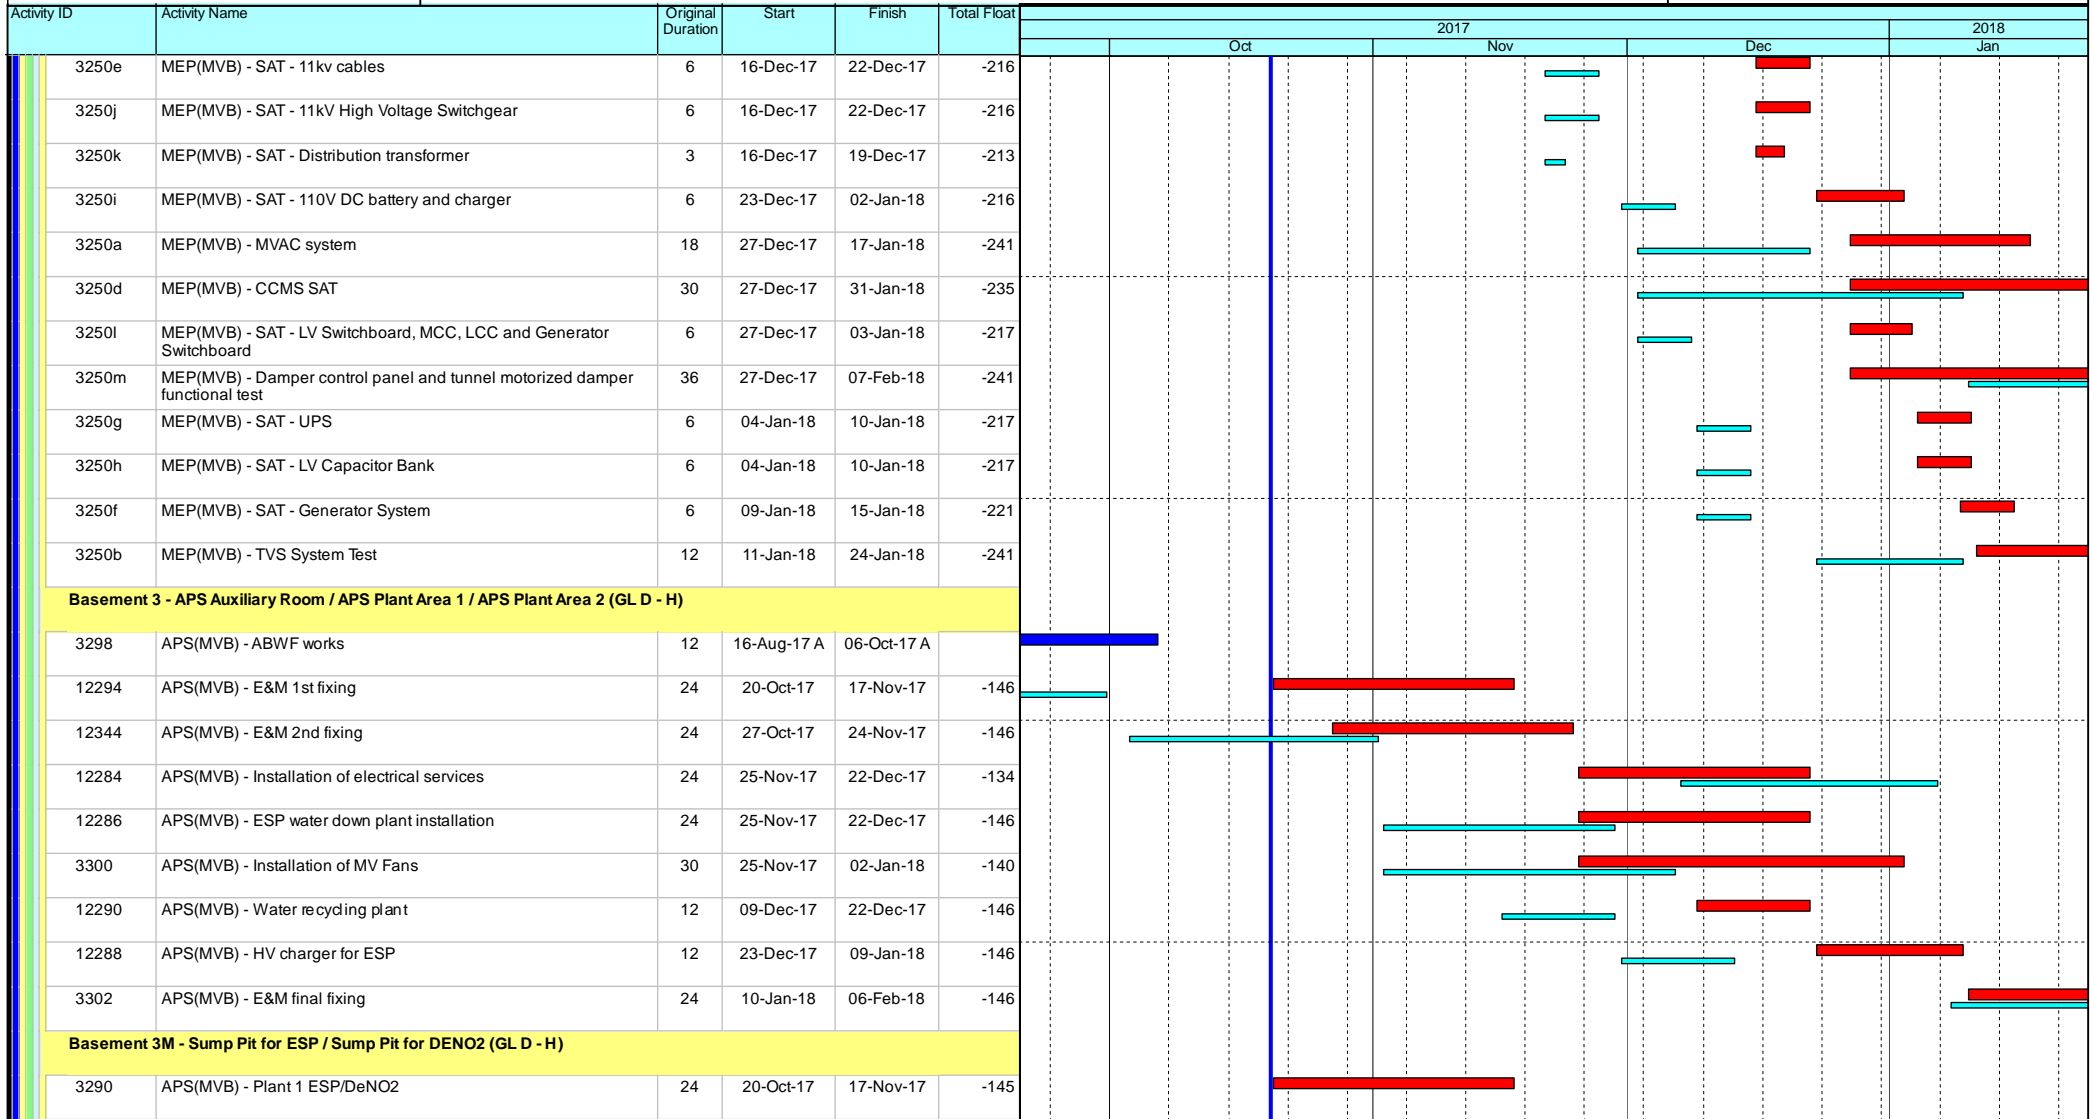 Activity ID Activity Name Original Duration Start Finish Total Float
2017 2018
Oct Nov Dec Jan
3250e MEP(MVB) - SAT - 11kv cables 6 16-Dec-17 22-Dec-17 -216
3250j MEP(MVB) - SAT - 11kV High Voltage Switchgear 6 16-Dec-17 22-Dec-17 -216
3250k MEP(MVB) - SAT - Distribution transformer 3 16-Dec-17 19-Dec-17 -213
3250i MEP(MVB) - SAT - 110V DC battery and charger 6 23-Dec-17 02-Jan-18 -216
3250a MEP(MVB) - MVAC system 18 27-Dec-17 17-Jan-18 -241
3250d MEP(MVB) - CCMS SAT 30 27-Dec-17 31-Jan-18 -235
3250l MEP(MVB) - SAT - LV Switchboard, MCC, LCC and Generator 6 27-Dec-17 03-Jan-18 -217
Switchboard
3250m MEP(MVB) - Damper control panel and tunnel motorized damper 36 27-Dec-17 07-Feb-18 -241
functional test
3250g MEP(MVB) - SAT - UPS 6 04-Jan-18 10-Jan-18 -217
3250h MEP(MVB) - SAT - LV Capacitor Bank 6 04-Jan-18 10-Jan-18 -217
3250f MEP(MVB) - SAT - Generator System 6 09-Jan-18 15-Jan-18 -221
3250b MEP(MVB) - TVS System Test 12 11-Jan-18 24-Jan-18 -241
Basement 3 - APS Auxiliary Room / APS Plant Area 1 / APS Plant Area 2 (GL D - H)
3298 APS(MVB) - ABWF works 12 16-Aug-17 A 06-Oct-17 A
12294 APS(MVB) - E&M 1st fixing 24 20-Oct-17 17-Nov-17 -146
12344 APS(MVB) - E&M 2nd fixing 24 27-Oct-17 24-Nov-17 -146
12284 APS(MVB) - Installation of electrical services 24 25-Nov-17 22-Dec-17 -134
12286 APS(MVB) - ESP water down plant installation 24 25-Nov-17 22-Dec-17 -146
3300 APS(MVB) - Installation of MV Fans 30 25-Nov-17 02-Jan-18 -140
12290 APS(MVB) - Water recycling plant 12 09-Dec-17 22-Dec-17 -146
12288 APS(MVB) - HV charger for ESP 12 23-Dec-17 09-Jan-18 -146
3302 APS(MVB) - E&M final fixing 24 10-Jan-18 06-Feb-18 -146
Basement 3M - Sump Pit for ESP / Sump Pit for DENO2 (GL D - H)
3290 APS(MVB) - Plant 1 ESP/DeNO2 24 20-Oct-17 17-Nov-17 -145